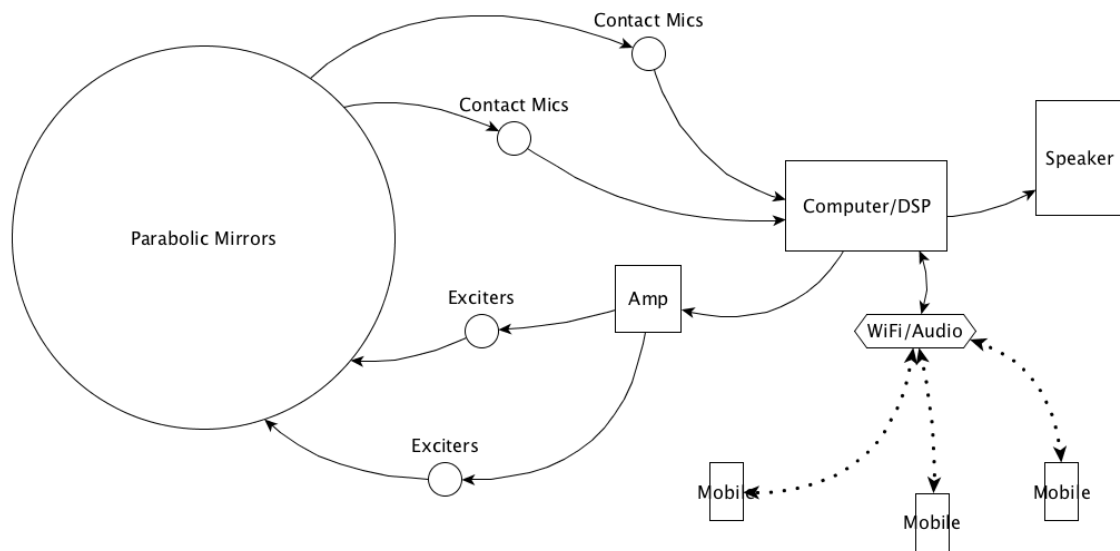 Contact Mics
Contact Mics
Speaker
Computer/DSP
Parabolic Mirrors
Exciters
Amp
WiFi/Audio
Exciters
Mobile
Mobile
Mobile